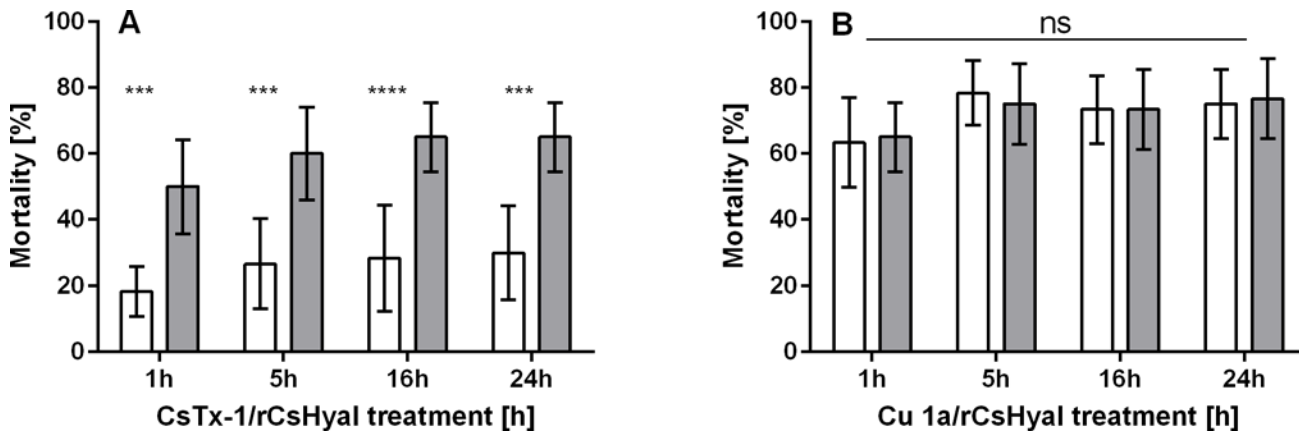 A
100
80
60
40
20
0
Mortality [%]
*** *** **** ***
1h 5h 16h 24h
CsTx-1/rCsHyal treatment [h]
B
ns
100
80
60
40
20
0
Mortality [%]
1h 5h 16h 24h
Cu 1a/rCsHyal treatment [h]